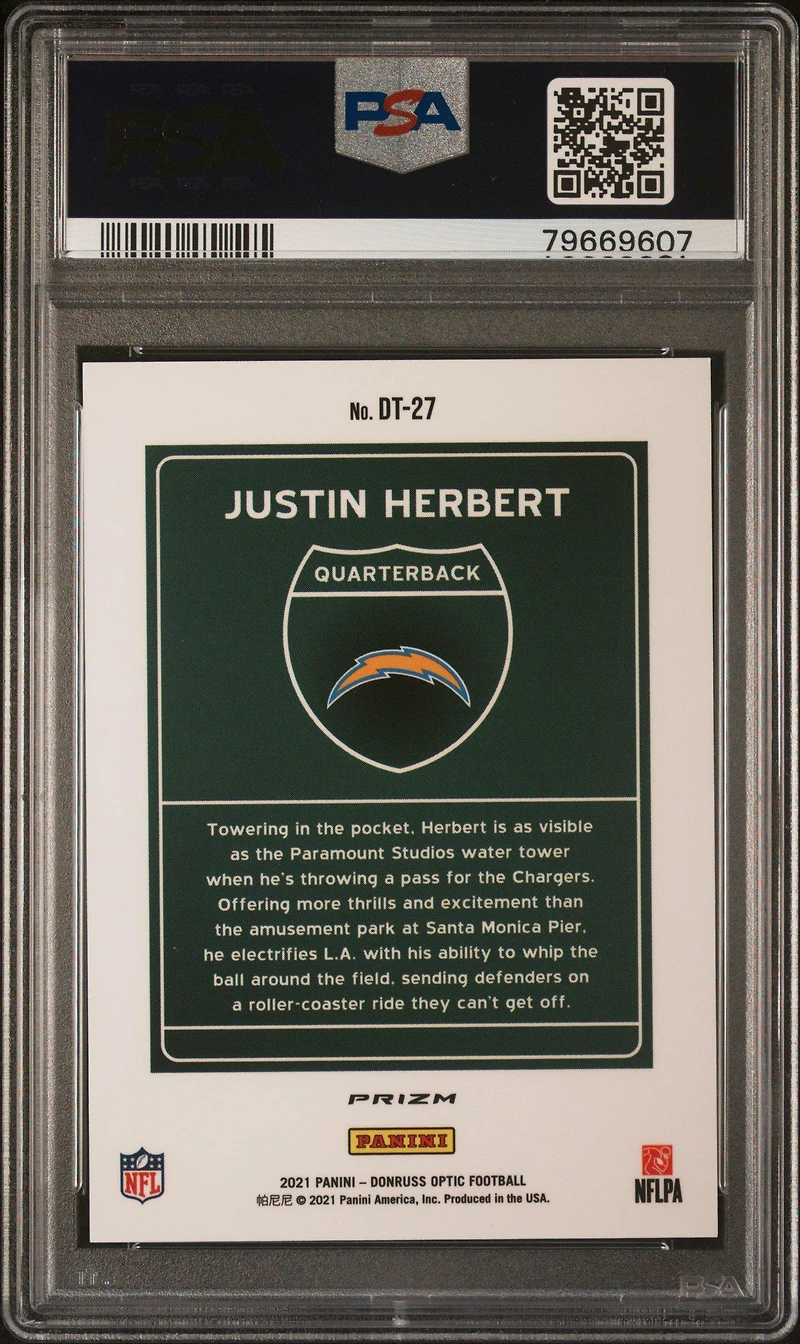 PSA
79669607
No. DT-27
JUSTIN HERBERT
QUARTERBACK
Towering in the pocket, Herbert is as visible
as the Paramount Studios water tower
when he's throwing a pass for the Chargers.
Offering more thrills and excitement than
the amusement park at Santa Monica Pier,
he electrifies L.A. with his ability to whip the
ball around the field, sending defenders on
a roller-coaster ride they can't get off.
PRIZM
PANINI
NFL
NFLPA
2021 PANINI – DONRUSS OPTIC FOOTBALL
帕尼尼 © 2021 Panini America, Inc. Produced in the USA.
PSA